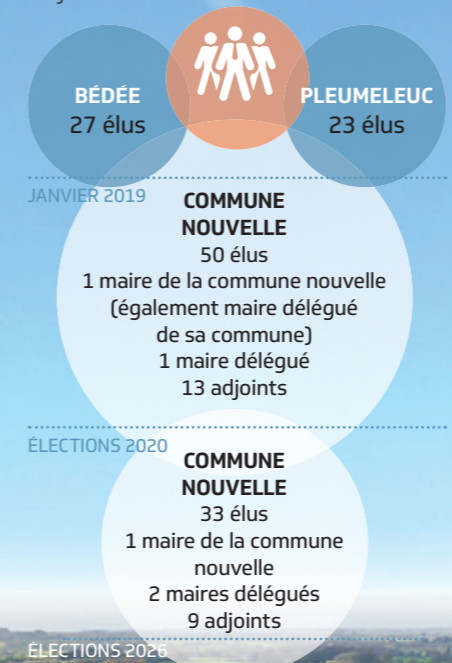 BÉDÉE
27 élus
PLEUMELEUC
23 élus
JANVIER 2019
COMMUNE
NOUVELLE
50 élus
1 maire de la commune nouvelle
(également maire délégué
de sa commune)
1 maire délégué
13 adjoints
ÉLECTIONS 2020
COMMUNE
NOUVELLE
33 élus
1 maire de la commune
nouvelle
2 maires délégués
9 adjoints
ÉLECTIONS 2026